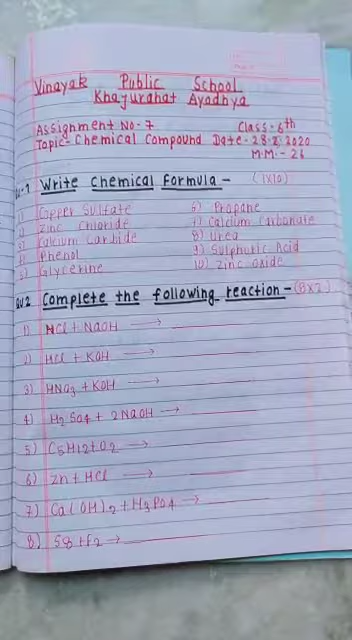 Vinayak Public School
Khajurahat Ayodhya
Assignment No-7 Class-6th
Topic-Chemical Compound Date-28.2.2020
M.M.-26
Qu-1 Write Chemical formula- (1X10)
1) Copper Sulfate 6) Propane
2) Zinc Chloride 7) Calcium Carbonate
3) Calcium Carbide 8) Urea
4) Phenol 9) Sulphuric Acid
5) Glycerine 10) Zinc oxide
Qu2 Complete the following reaction-(8X2)
1) HCl + NaOH →
2) HCl + KOH →
3) HNO3 + KOH →
4) H2SO4 + 2NaOH →
5) C5H12+O2 →
6) Zn + HCl →
7) Ca(OH)2 + H3PO4 →
8) S8 + F2 →